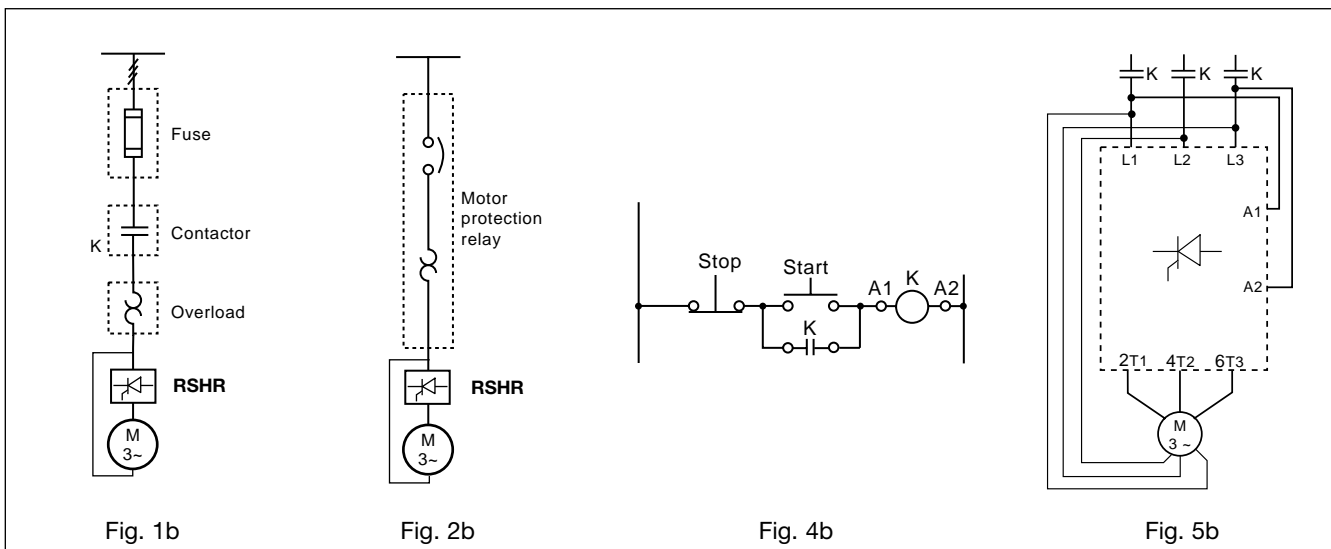 Fuse
K
Contactor
Overload
RSHR
M
3~
Fig. 1b
Motor
protection
relay
RSHR
M
3~
Fig. 2b
Stop
Start
A1
K
A2
K
Fig. 4b
K
K
K
L1
L2
L3
A1
A2
2T1
4T2
6T3
M
3~
Fig. 5b